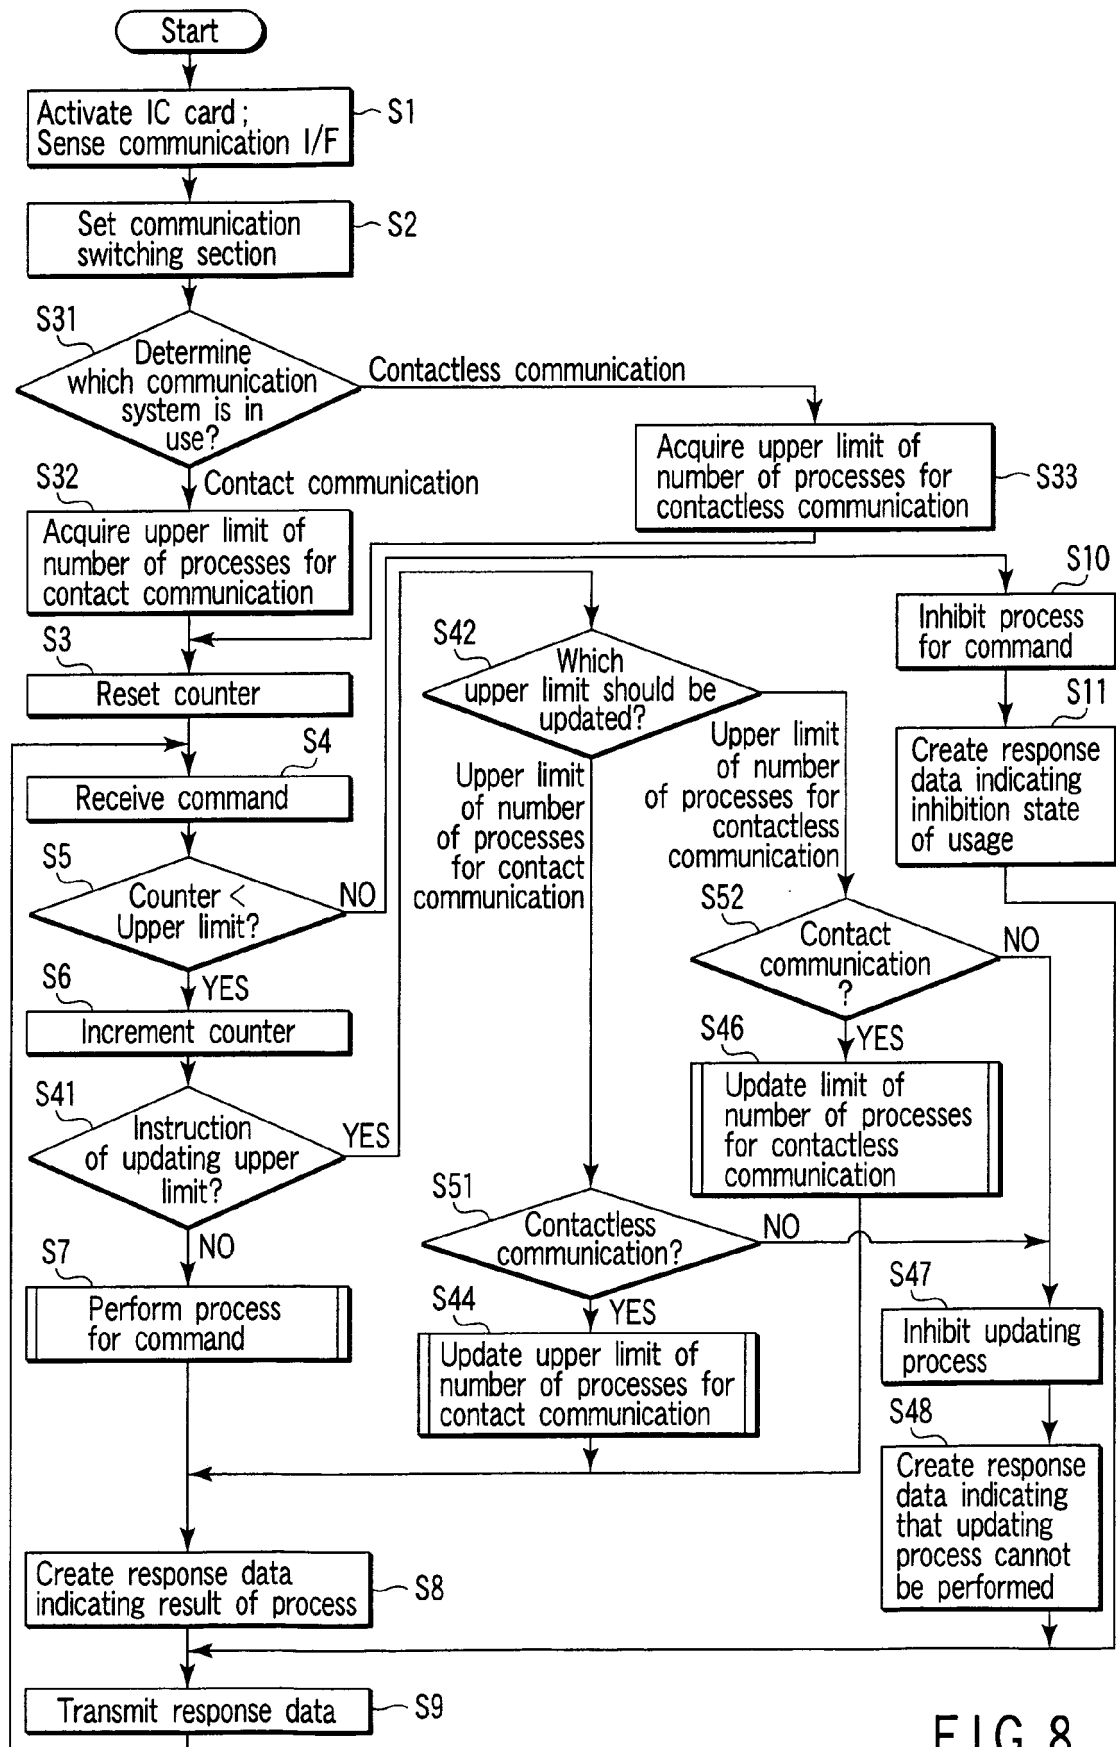 Start
Activate IC card;
Sense communication I/F
S1
Set communication
switching section
S2
S31
Determine
which communication
system is in
use?
Contactless communication
S32
Contact communication
Acquire upper limit of
number of processes for
contactless communication
S33
Acquire upper limit of
number of processes for
contact communication
S3
Reset counter
S42
Which
upper limit should be
updated?
S10
Inhibit process
for command
S11
Create response
data indicating
inhibition state
of usage
S4
Receive command
Upper limit
of number
of processes
for contact
communication
Upper limit
of number
of processes for
contactless
communication
S5
Counter <
Upper limit?
NO
YES
S52
Contact
communication
?
NO
YES
S6
Increment counter
S46
Update limit of
number of processes
for contactless
communication
S41
Instruction
of updating upper
limit?
YES
NO
S51
Contactless
communication?
NO
YES
S7
Perform process
for command
S44
Update upper limit of
number of processes for
contact communication
S47
Inhibit updating
process
S48
Create response
data indicating
that updating
process cannot
be performed
Create response data
indicating result of process
S8
Transmit response data
S9
FIG. 8